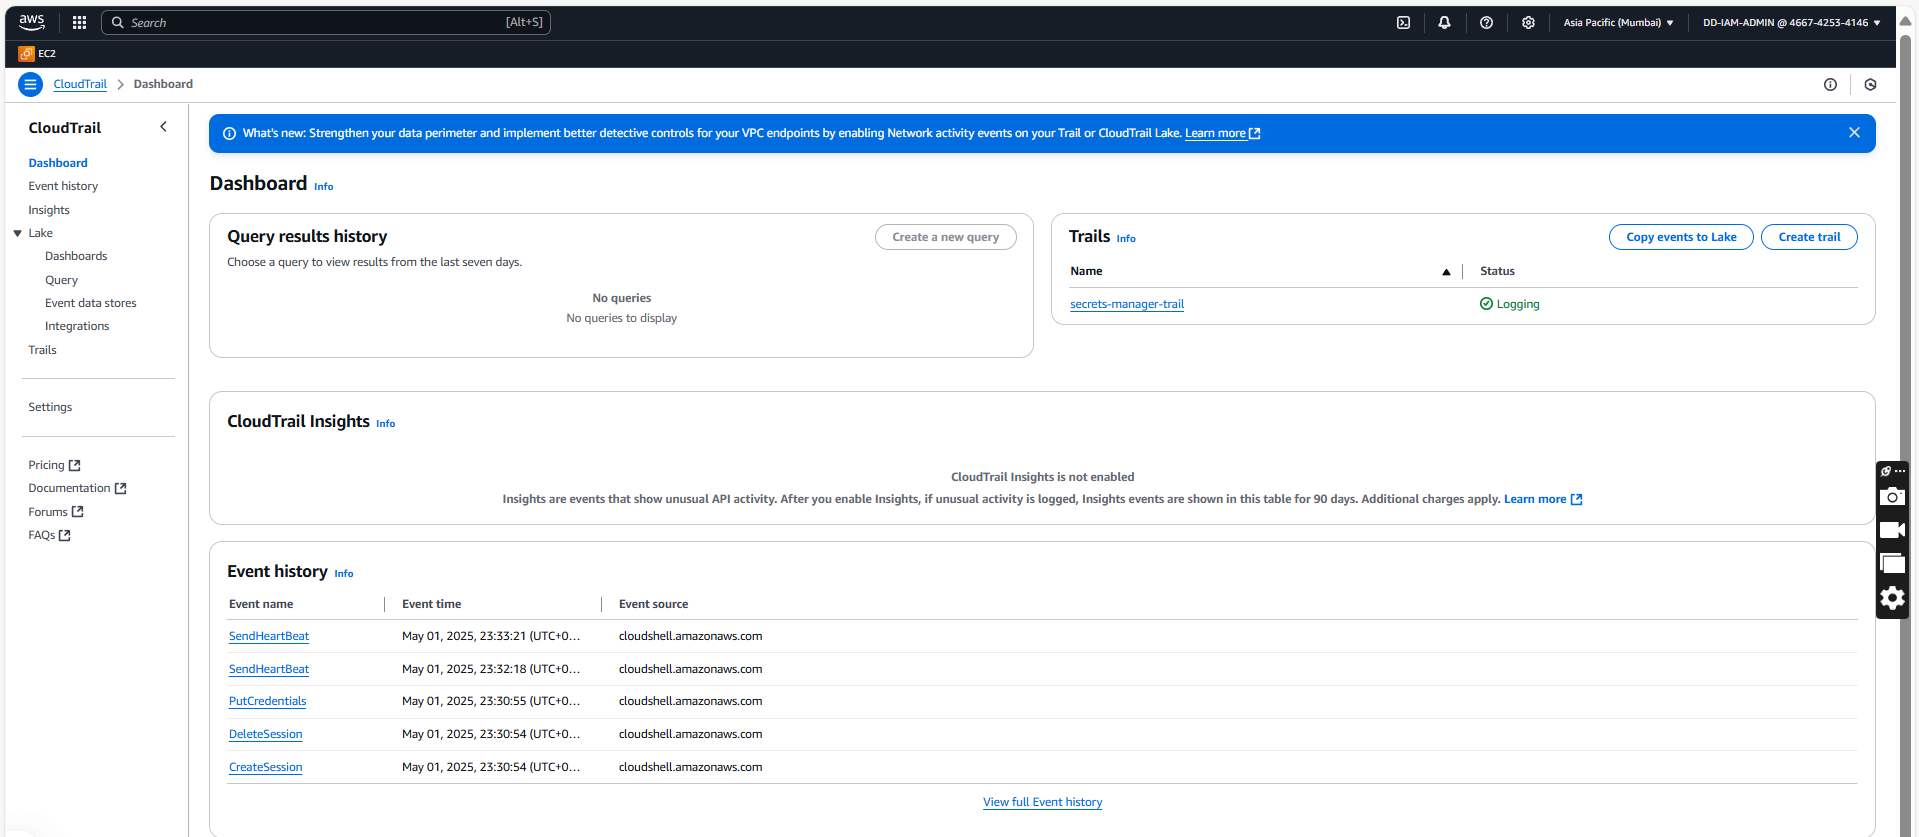 aws
Search [Alt+S]
Asia Pacific (Mumbai) DD-IAM-ADMIN @ 4667-4253-4146
EC2
CloudTrail Dashboard
CloudTrail
Dashboard
Event history
Insights
Lake
Dashboards
Query
Event data stores
Integrations
Trails
Settings
Pricing
Documentation
Forums
FAQs
What's new: Strengthen your data perimeter and implement better detective controls for your VPC endpoints by enabling Network activity events on your Trail or CloudTrail Lake. Learn more
Dashboard Info
Query results history
Create a new query
Choose a query to view results from the last seven days.
No queries
No queries to display
Trails Info
Copy events to Lake
Create trail
Name Status
secrets-manager-trail Logging
CloudTrail Insights Info
CloudTrail Insights is not enabled
Insights are events that show unusual API activity. After you enable Insights, if unusual activity is logged, Insights events are shown in this table for 90 days. Additional charges apply. Learn more
Event history Info
Event name Event time Event source
SendHeartBeat May 01, 2025, 23:33:21 (UTC+0... cloudshell.amazonaws.com
SendHeartBeat May 01, 2025, 23:32:18 (UTC+0... cloudshell.amazonaws.com
PutCredentials May 01, 2025, 23:30:55 (UTC+0... cloudshell.amazonaws.com
DeleteSession May 01, 2025, 23:30:54 (UTC+0... cloudshell.amazonaws.com
CreateSession May 01, 2025, 23:30:54 (UTC+0... cloudshell.amazonaws.com
View full Event history